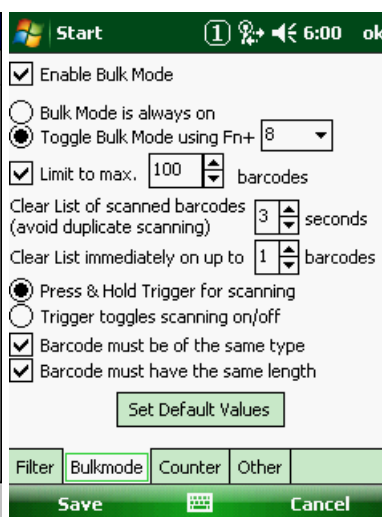 Start 1 6:00 ok
Enable Bulk Mode
Bulk Mode is always on
Toggle Bulk Mode using Fn+ 8
Limit to max. 100 barcodes
Clear List of scanned barcodes
(avoid duplicate scanning) 3 seconds
Clear List immediately on up to 1 barcodes
Press & Hold Trigger for scanning
Trigger toggles scanning on/off
Barcode must be of the same type
Barcode must have the same length
Set Default Values
Filter Bulkmode Counter Other
Save Cancel